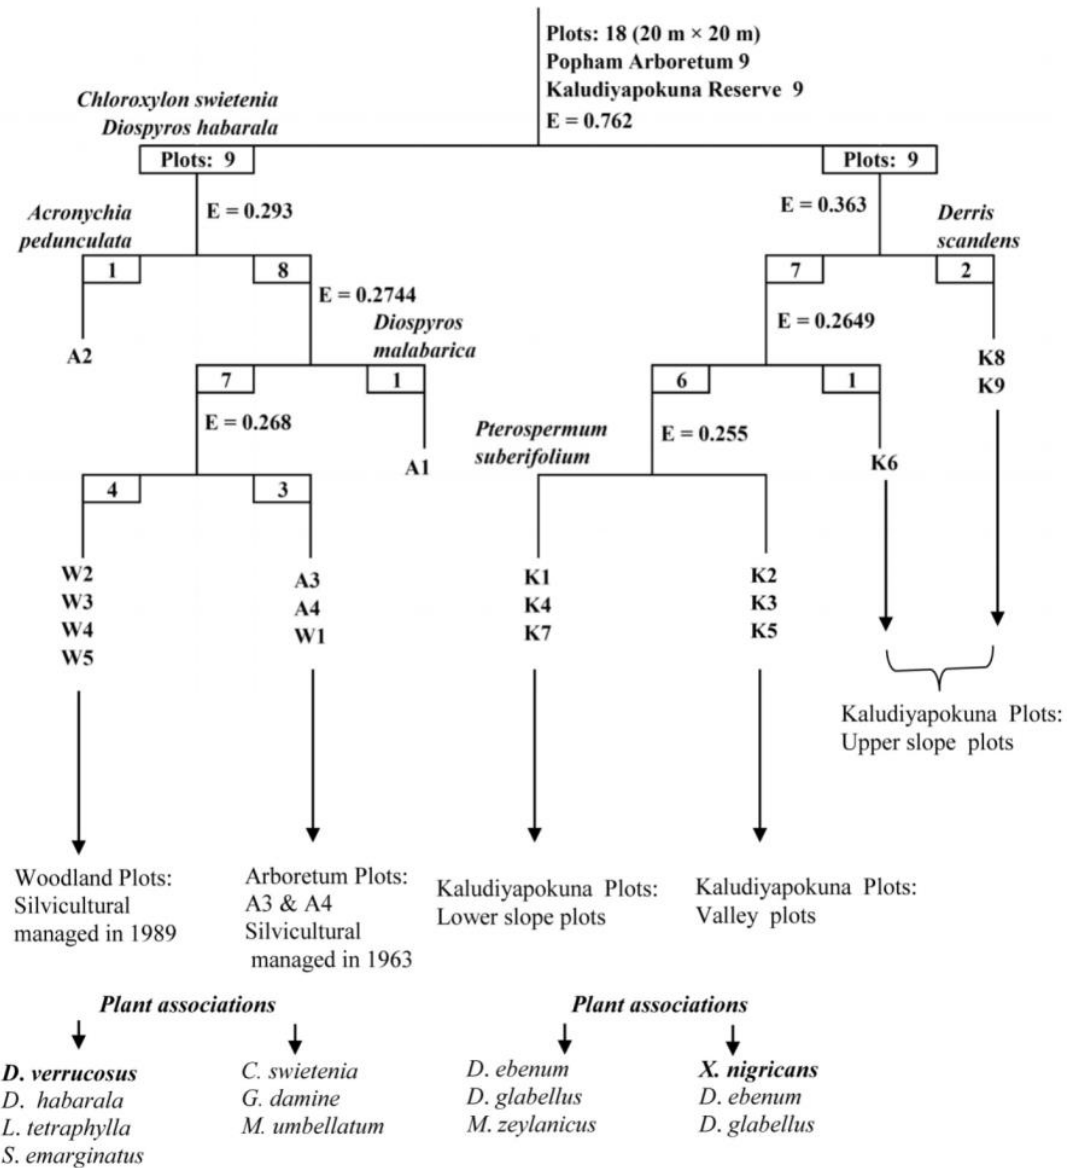 Plots: 18 (20 m × 20 m)
Popham Arboretum 9
Kaludiyapokuna Reserve 9
E = 0.762
Chloroxylon swietenia
Diospyros habarala
Plots: 9
Plots: 9
E = 0.293
Acronychia
pedunculata
E = 0.363
Derris
scandens
1
8
7
2
E = 0.2744
Diospyros
malabarica
E = 0.2649
A2
K8
K9
7
1
6
1
E = 0.268
Pterospermum
suberifolium
E = 0.255
A1
K6
4
3
W2
W3
W4
W5
A3
A4
W1
K1
K4
K7
K2
K3
K5
Kaludiyapokuna Plots:
Upper slope plots
Woodland Plots:
Silvicultural
managed in 1989
Arboretum Plots:
A3 & A4
Silvicultural
managed in 1963
Kaludiyapokuna Plots:
Lower slope plots
Kaludiyapokuna Plots:
Valley plots
Plant associations
Plant associations
D. verrucosus
D. habarala
L. tetraphylla
S. emarginatus
C. swietenia
G. damine
M. umbellatum
D. ebenum
D. glabellus
M. zeylanicus
X. nigricans
D. ebenum
D. glabellus